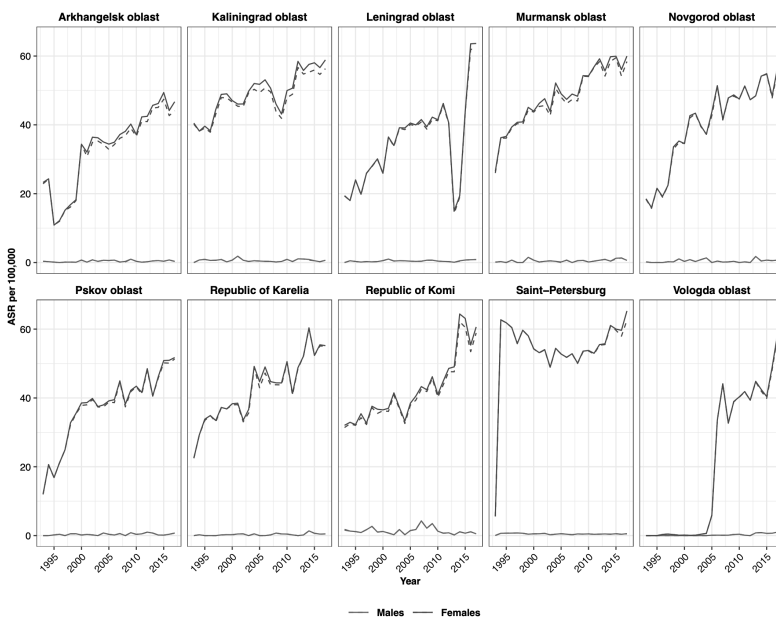 Arkhangelsk oblast Kaliningrad oblast Leningrad oblast Murmansk oblast Novgorod oblast
60
40
20
0
ASR per 100,000
Pskov oblast Republic of Karelia Republic of Komi Saint−Petersburg Vologda oblast
60
40
20
0
1995 2000 2005 2010 2015 1995 2000 2005 2010 2015 1995 2000 2005 2010 2015 1995 2000 2005 2010 2015 1995 2000 2005 2010 2015
Year
Males Females